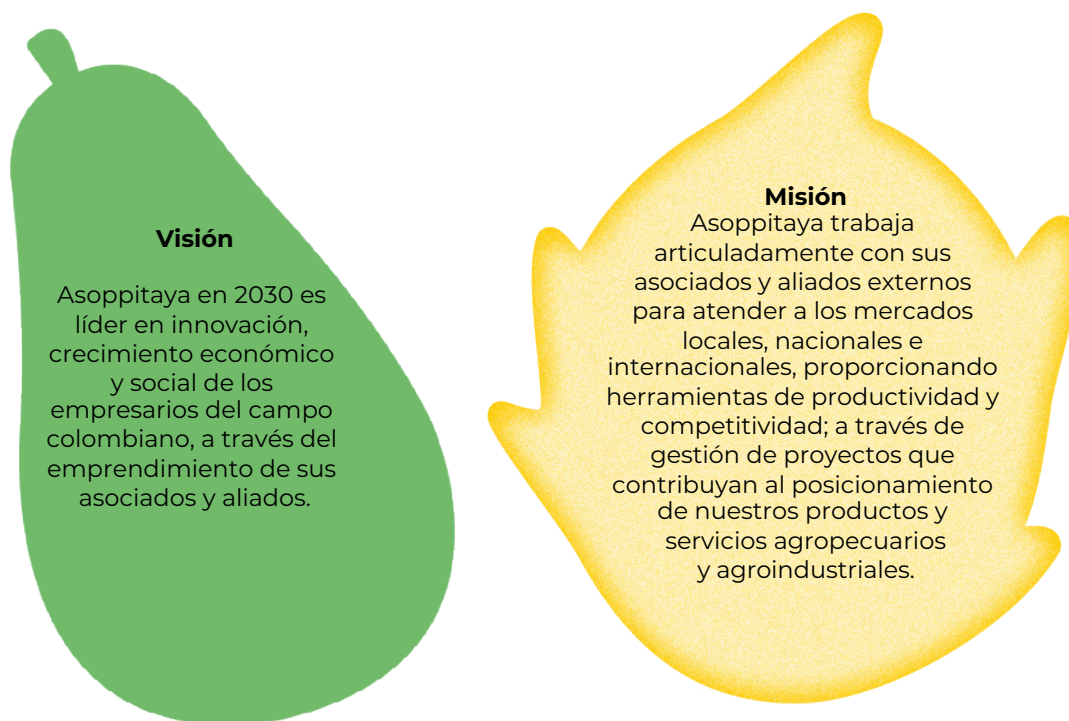 Visión
Asoppitaya en 2030 es
líder en innovación,
crecimiento económico
y social de los
empresarios del campo
colombiano, a través del
emprendimiento de sus
asociados y aliados.
Misión
Asoppitaya trabaja
articuladamente con sus
asociados y aliados externos
para atender a los mercados
locales, nacionales e
internacionales, proporcionando
herramientas de productividad y
competitividad; a través de
gestión de proyectos que
contribuyan al posicionamiento
de nuestros productos y
servicios agropecuarios
y agroindustriales.